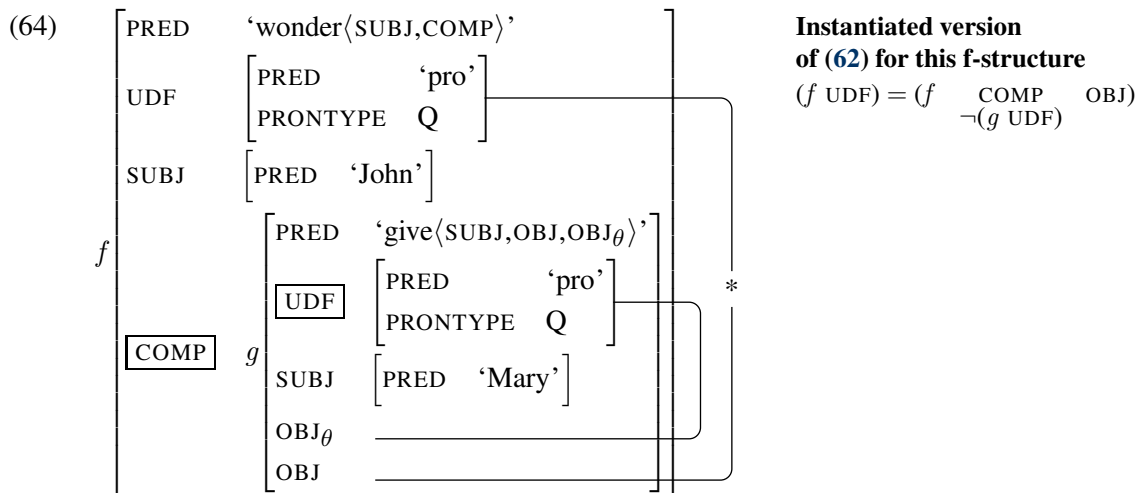 (64)
PRED ‘wonder⟨SUBJ,COMP⟩’
UDF
PRED ‘pro’
PRONTYPE Q
SUBJ [PRED ‘John’]
f
PRED ‘give⟨SUBJ,OBJ,OBJθ⟩’
UDF
PRED ‘pro’
PRONTYPE Q
*
COMP g
SUBJ [PRED ‘Mary’]
OBJθ
OBJ
Instantiated version
of (62) for this f-structure
(f UDF) = (f COMP OBJ)
¬(g UDF)